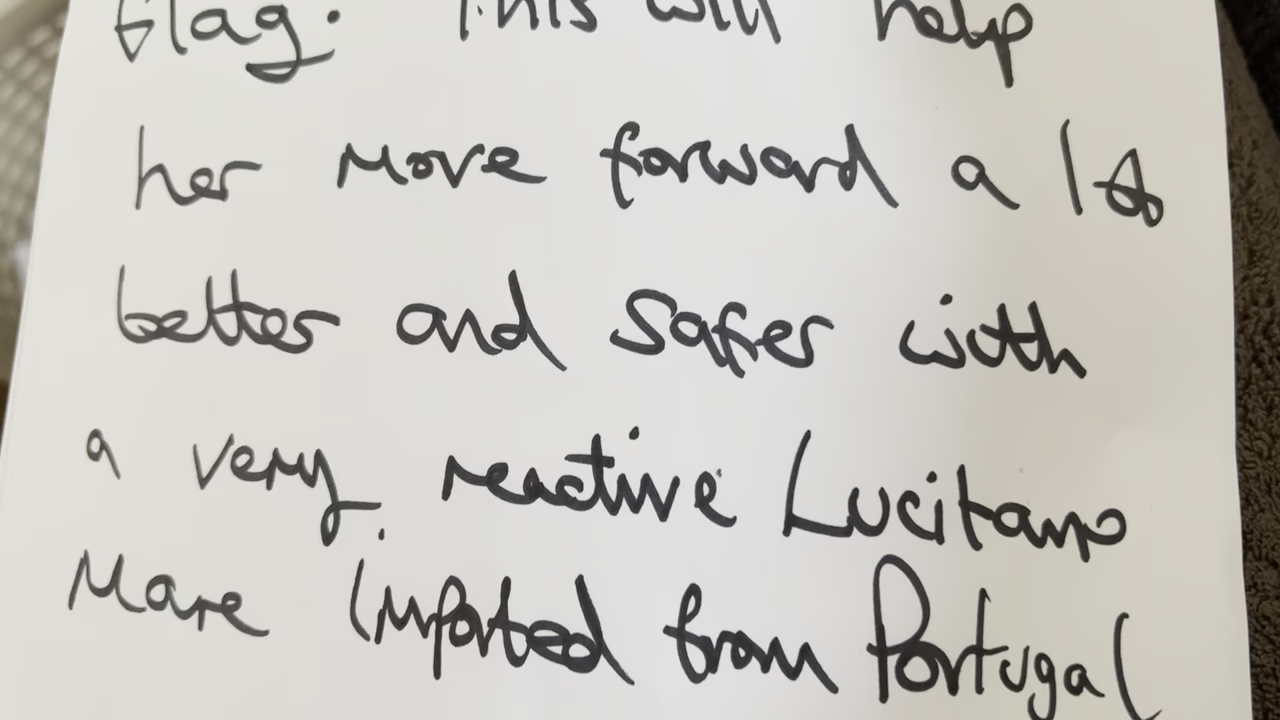 flag. This will help
her move forward a lot
better and safer with
a very reactive Lucitano
Mare imported from Portugal